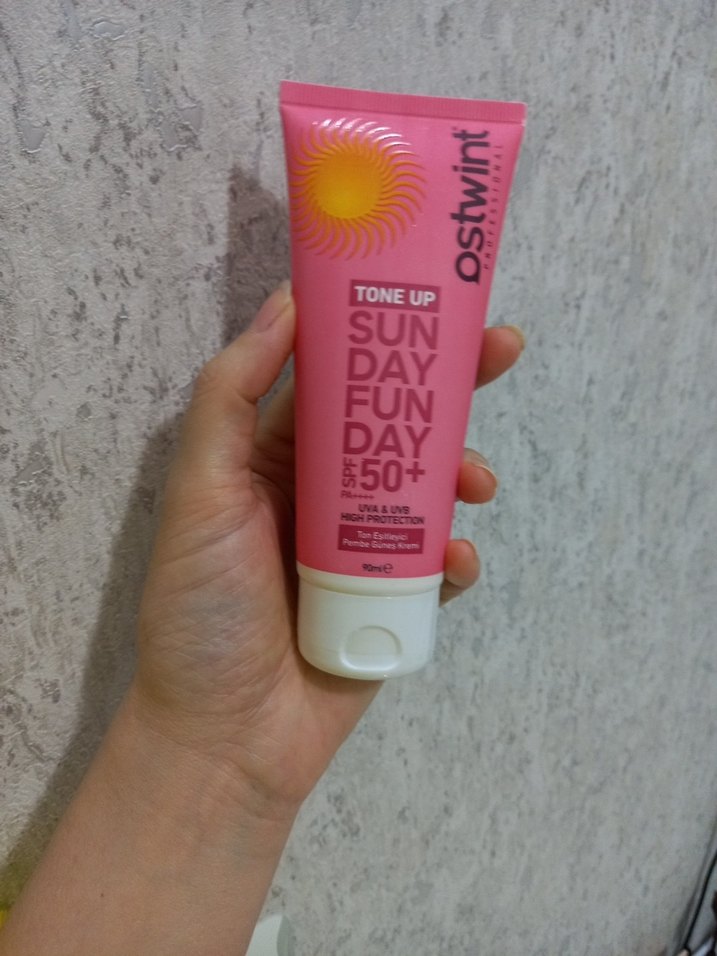 Ostwint
PROFESSIONAL
TONE UP
SUN
DAY
FUN
DAY
SPF 50+
PA++++
UVA & UVB
HIGH PROTECTION
Ton Eşitleyici
Pembe Güneş Kremi
90ml e